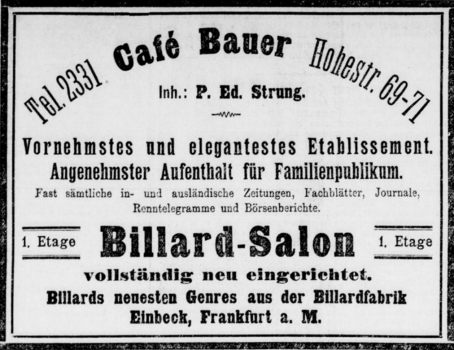 Tel. 2331
Café Bauer
Hohestr. 69-71
Inh.: P. Ed. Strung.
Vornehmstes und elegantestes Etablissement.
Angenehmster Aufenthalt für Familienpublikum.
Fast sämtliche in- und ausländische Zeitungen, Fachblätter, Journale,
Renntelegramme und Börsenberichte.
1. Etage Billard-Salon 1. Etage
vollständig neu eingerichtet.
Billards neuesten Genres aus der Billardfabrik
Einbeck, Frankfurt a. M.